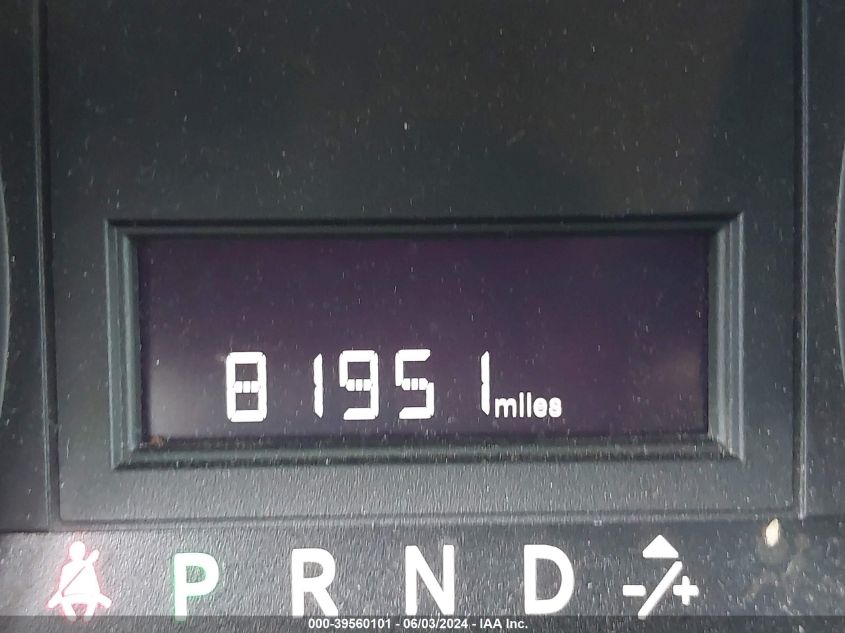 81951 miles
P R N D -/+
000-39560101 - 06/03/2024 - IAA Inc.